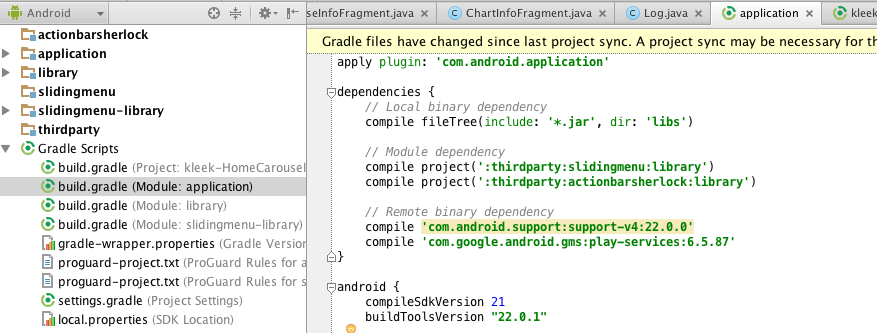 Android
seInfoFragment.java
ChartInfoFragment.java
Log.java
application
kleek
Gradle files have changed since last project sync. A project sync may be necessary for th
actionbarsherlock
application
library
slidingmenu
slidingmenu-library
thirdparty
Gradle Scripts
build.gradle (Project: kleek-HomeCarousel
build.gradle (Module: application)
build.gradle (Module: library)
build.gradle (Module: slidingmenu-library)
gradle-wrapper.properties (Gradle Version
proguard-project.txt (ProGuard Rules for a
proguard-project.txt (ProGuard Rules for s
settings.gradle (Project Settings)
local.properties (SDK Location)
apply plugin: 'com.android.application'
dependencies {
// Local binary dependency
compile fileTree(include: '*.jar', dir: 'libs')
// Module dependency
compile project(':thirdparty:slidingmenu:library')
compile project(':thirdparty:actionbarsherlock:library')
// Remote binary dependency
compile 'com.android.support:support-v4:22.0.0'
compile 'com.google.android.gms:play-services:6.5.87'
}
android {
compileSdkVersion 21
buildToolsVersion "22.0.1"